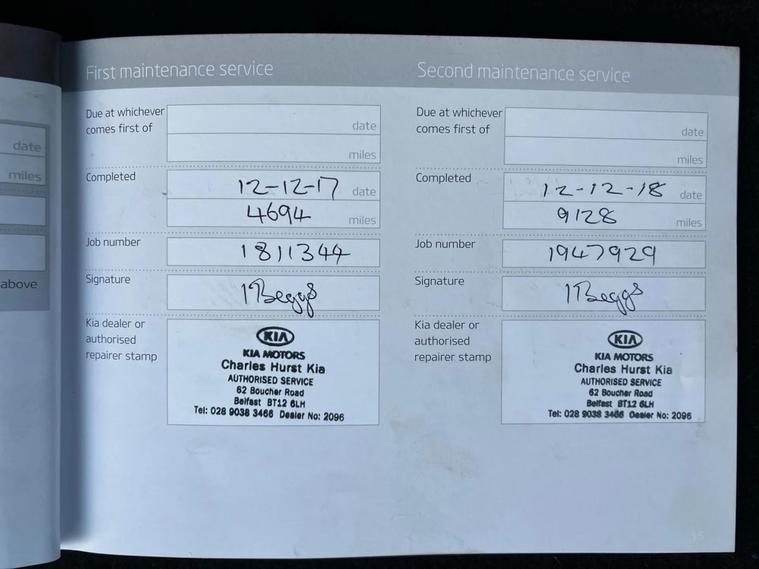 First maintenance service
Due at whichever
comes first of
date
miles
Completed
12-12-17 date
4694 miles
Job number
1811344
Signature
Kia dealer or
authorised
repairer stamp
KIA
KIA MOTORS
Charles Hurst Kia
AUTHORISED SERVICE
62 Boucher Road
Belfast BT12 6LH
Tel: 028 9038 3466 Dealer No: 2096
Second maintenance service
Due at whichever
comes first of
date
miles
Completed
12-12-18 date
9128 miles
Job number
1947929
Signature
Kia dealer or
authorised
repairer stamp
KIA
KIA MOTORS
Charles Hurst Kia
AUTHORISED SERVICE
62 Boucher Road
Belfast BT12 6LH
Tel: 028 9038 3466 Dealer No: 2096
date
miles
above
15